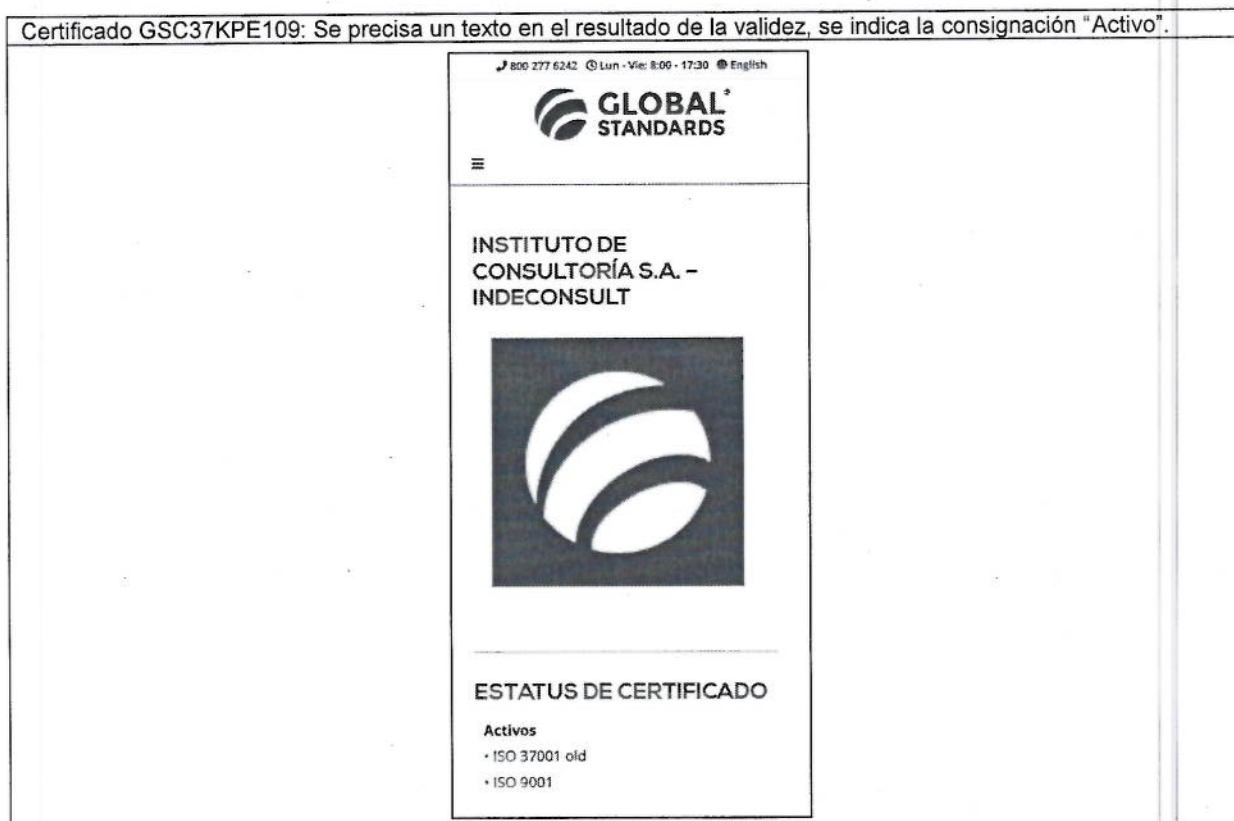 Certificado GSC37KPE109: Se precisa un texto en el resultado de la validez, se indica la consignación “Activo”.
800 277 6242 Lun - Vie: 8:00 - 17:30 English
GLOBAL
STANDARDS
INSTITUTO DE
CONSULTORÍA S.A. –
INDECONSULT
ESTATUS DE CERTIFICADO
Activos
• ISO 37001 old
• ISO 9001